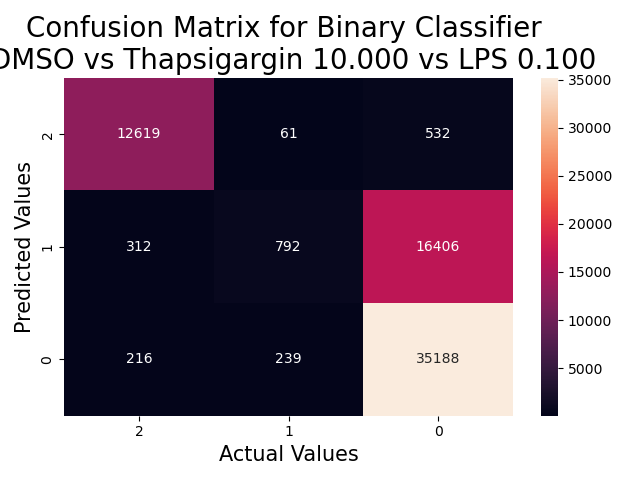 Confusion Matrix for Binary Classifier
DMSO vs Thapsigargin 10.000 vs LPS 0.100
Predicted Values
2
1
0
12619 61 532
312 792 16406
216 239 35188
2 1 0
Actual Values
35000
30000
25000
20000
15000
10000
5000